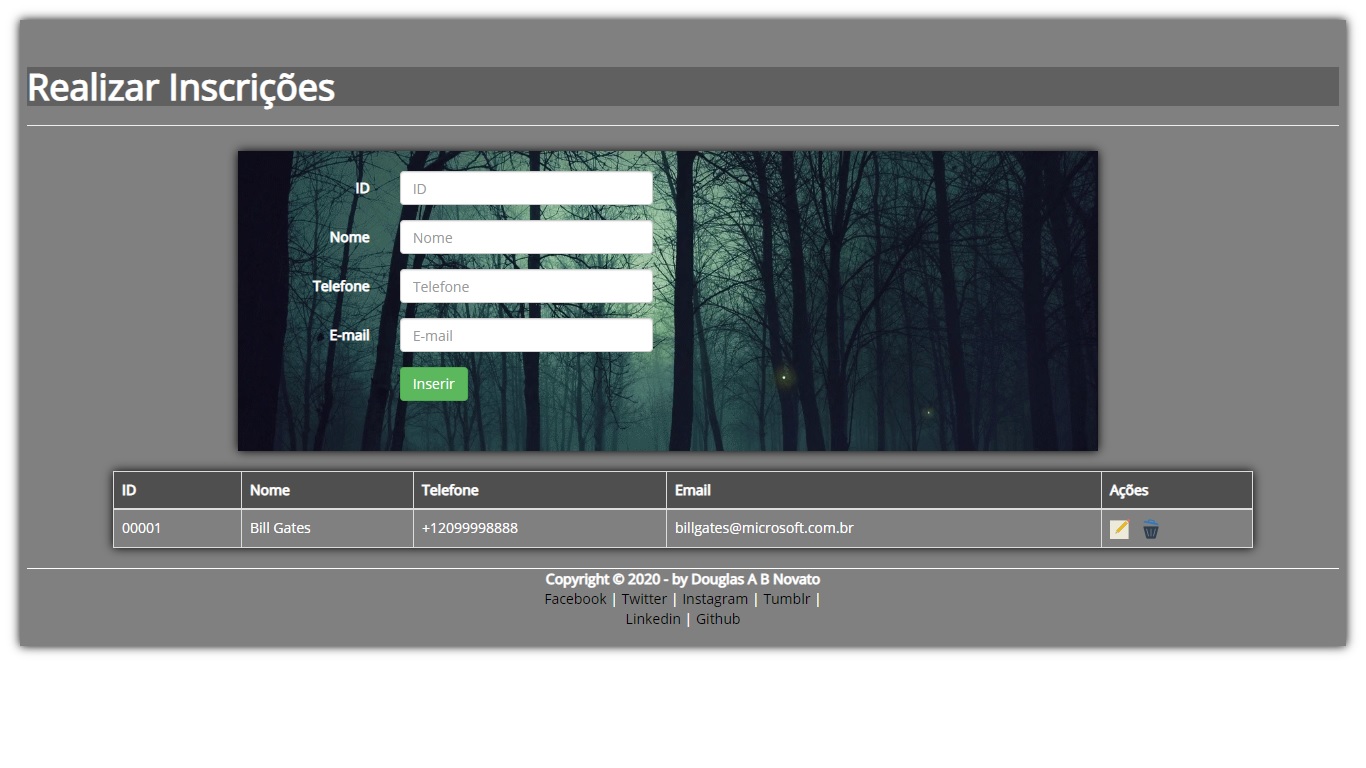 Realizar Inscrições
ID ID
Nome Nome
Telefone Telefone
E-mail E-mail
Inserir
ID Nome Telefone Email Ações
00001 Bill Gates +12099998888 billgates@microsoft.com.br
Copyright © 2020 - by Douglas A B Novato
Facebook | Twitter | Instagram | Tumblr |
Linkedin | Github